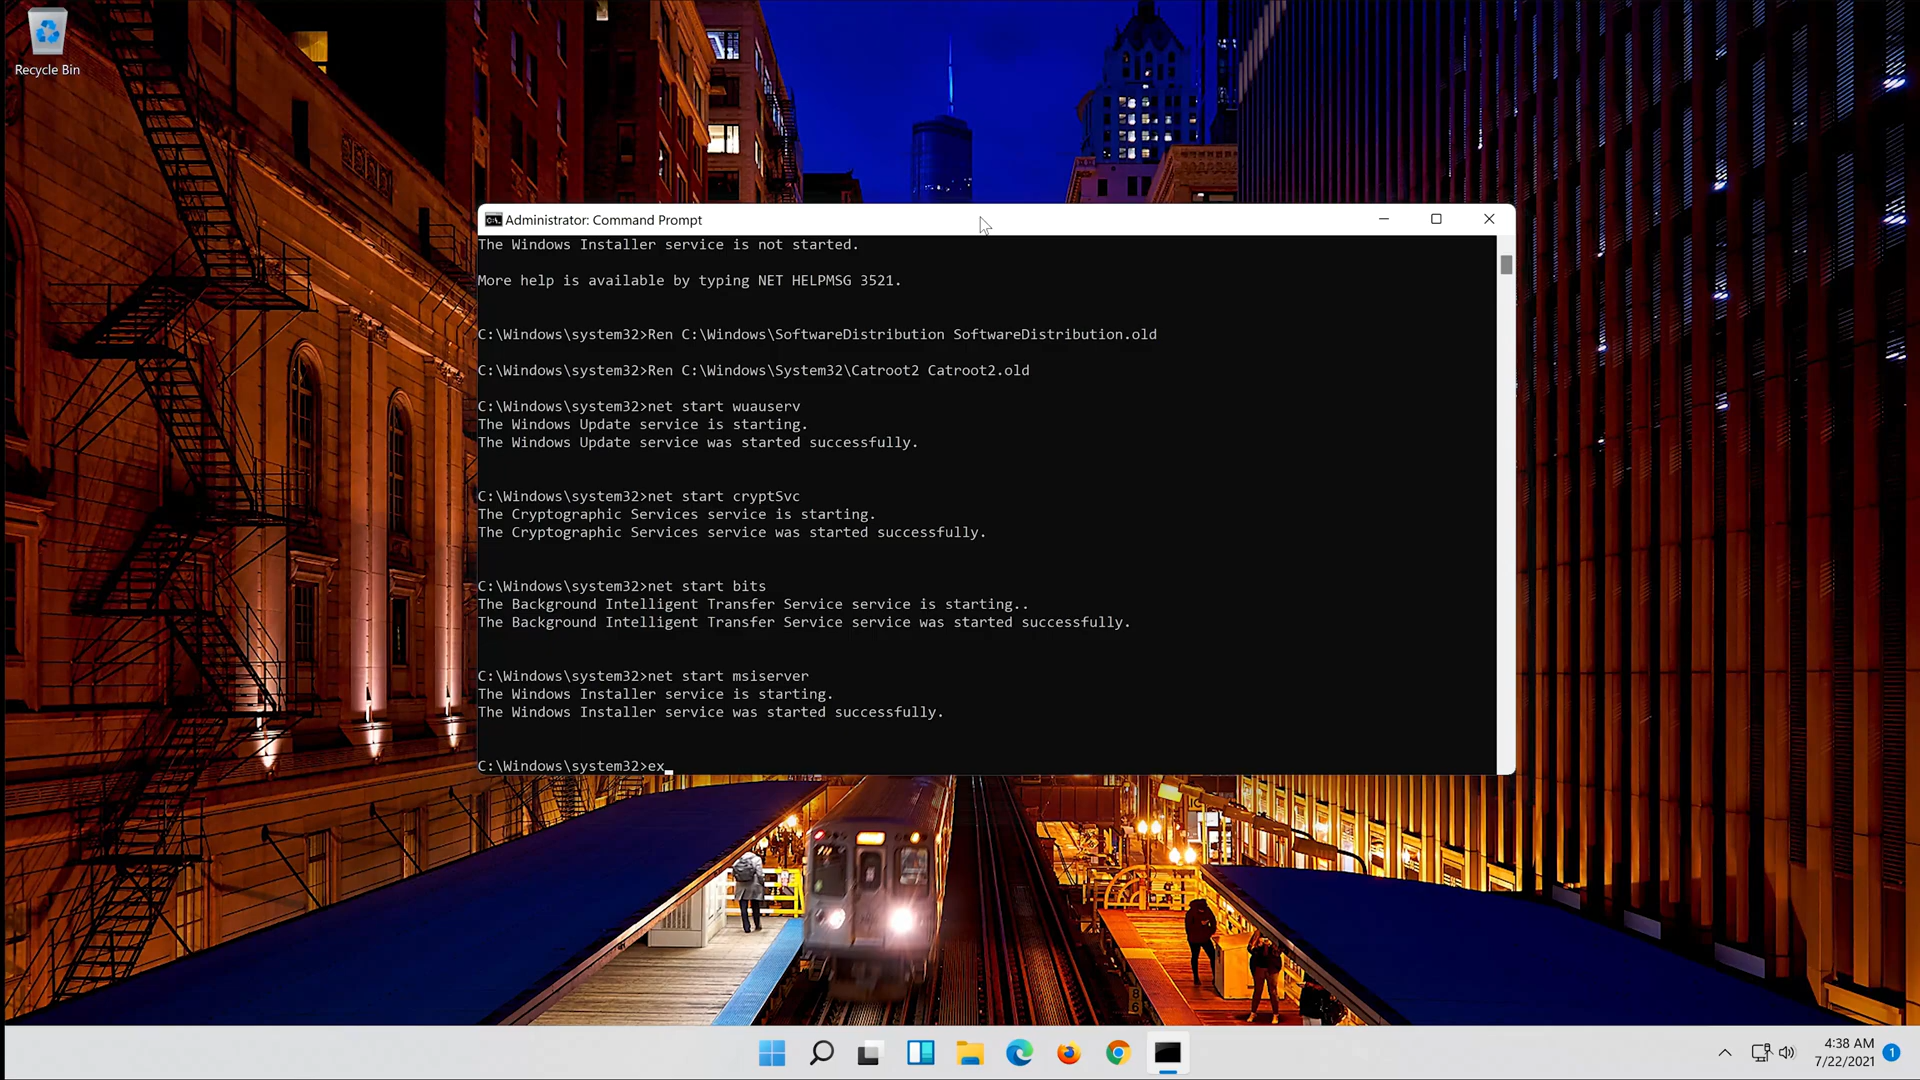 Recycle Bin
Administrator: Command Prompt
The Windows Installer service is not started.
More help is available by typing NET HELPMSG 3521.
C:\Windows\system32>Ren C:\Windows\SoftwareDistribution SoftwareDistribution.old
C:\Windows\system32>Ren C:\Windows\System32\Catroot2 Catroot2.old
C:\Windows\system32>net start wuauserv
The Windows Update service is starting.
The Windows Update service was started successfully.
C:\Windows\system32>net start cryptSvc
The Cryptographic Services service is starting.
The Cryptographic Services service was started successfully.
C:\Windows\system32>net start bits
The Background Intelligent Transfer Service service is starting..
The Background Intelligent Transfer Service service was started successfully.
C:\Windows\system32>net start msiserver
The Windows Installer service is starting.
The Windows Installer service was started successfully.
C:\Windows\system32>ex_
4:38 AM
7/22/2021
1